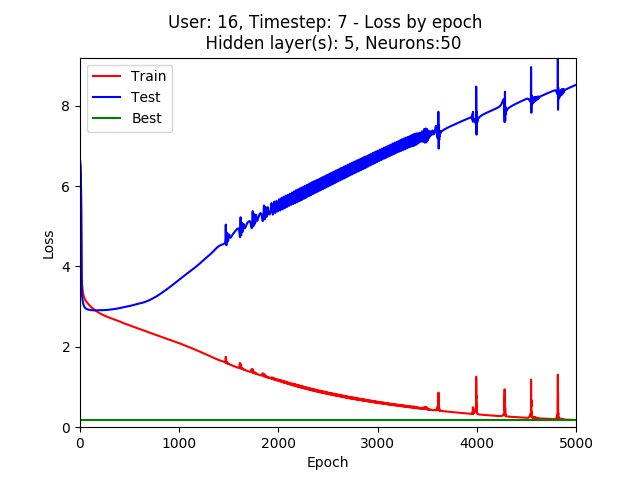 User: 16, Timestep: 7 - Loss by epoch
Hidden layer(s): 5, Neurons:50
Train
Test
Best
8
6
4
2
0
Loss
0 1000 2000 3000 4000 5000
Epoch